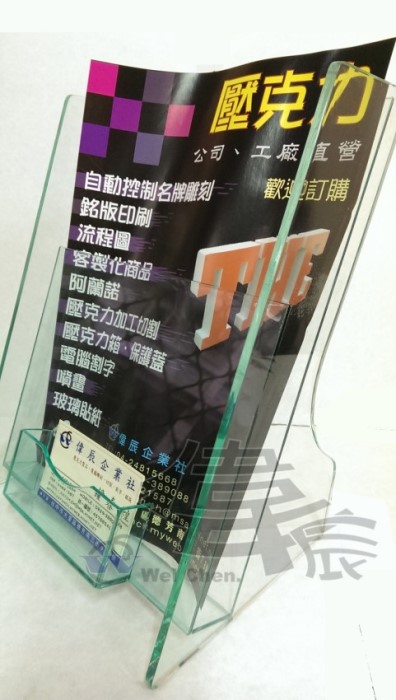 壓克力
公司、工廠直營
歡迎訂購
自動控制名牌雕刻
銘版印刷
流程圖
客製化商品
阿蘭諾
壓克力加工切割
壓克力箱、保護蓋
電腦割字
噴畫
玻璃貼紙
偉辰企業社
24815668
389088
偉辰企業社
偉辰
Wei Chen.